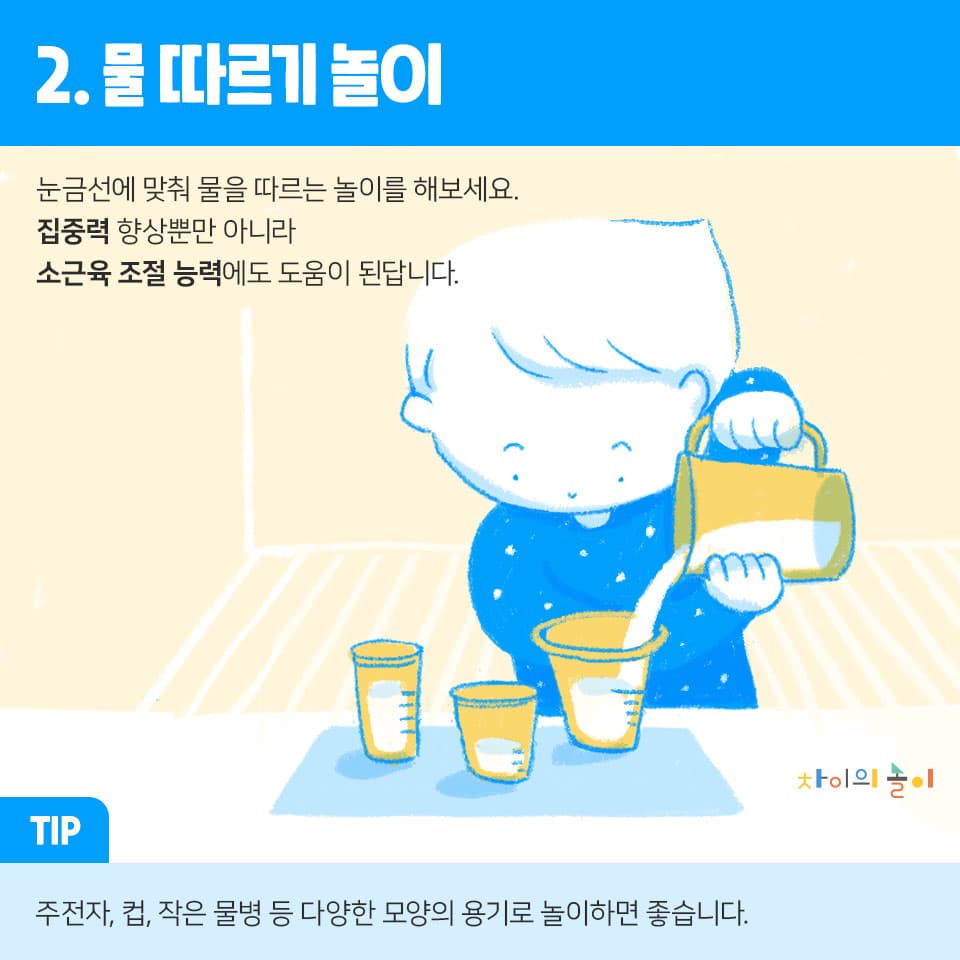 2. 물 따르기 놀이
눈금선에 맞춰 물을 따르는 놀이를 해보세요.
집중력 향상뿐만 아니라
소근육 조절 능력에도 도움이 된답니다.
차이의 놀이
TIP
주전자, 컵, 작은 물병 등 다양한 모양의 용기로 놀이하면 좋습니다.